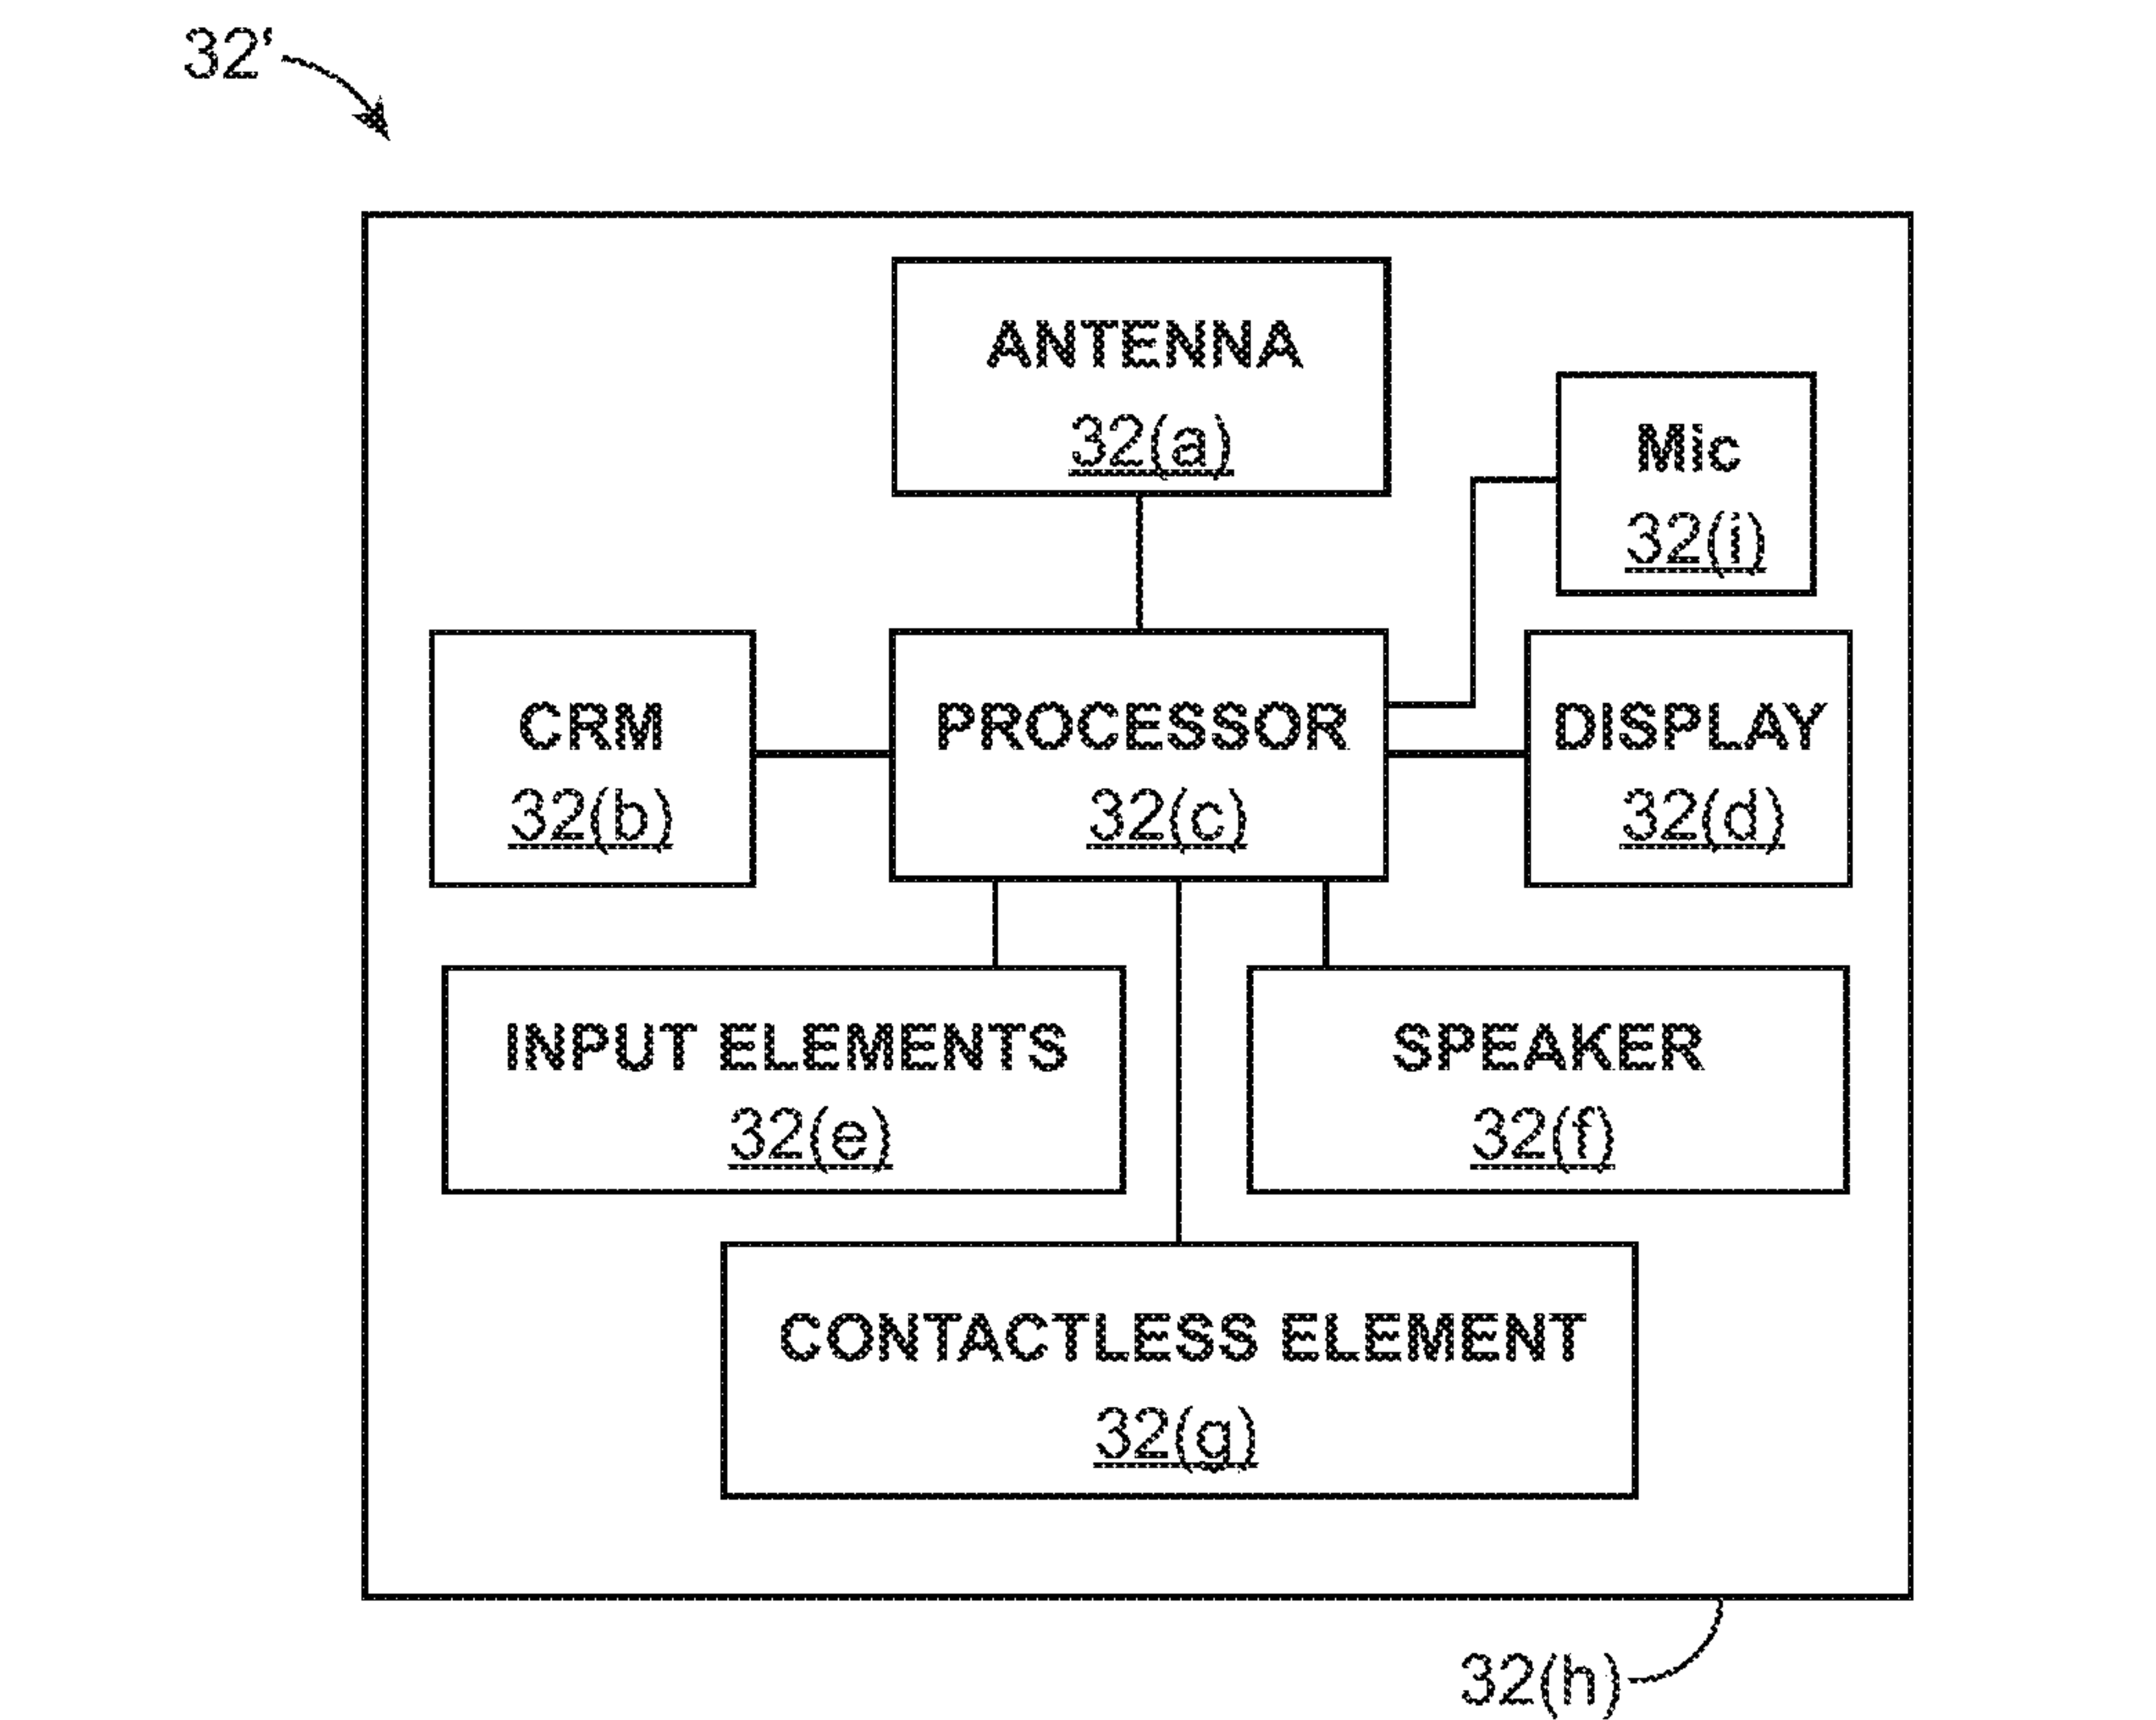 32'
ANTENNA
32(a)
Mic
32(i)
CRM
32(b)
PROCESSOR
32(c)
DISPLAY
32(d)
INPUT ELEMENTS
32(e)
SPEAKER
32(f)
CONTACTLESS ELEMENT
32(g)
32(h)